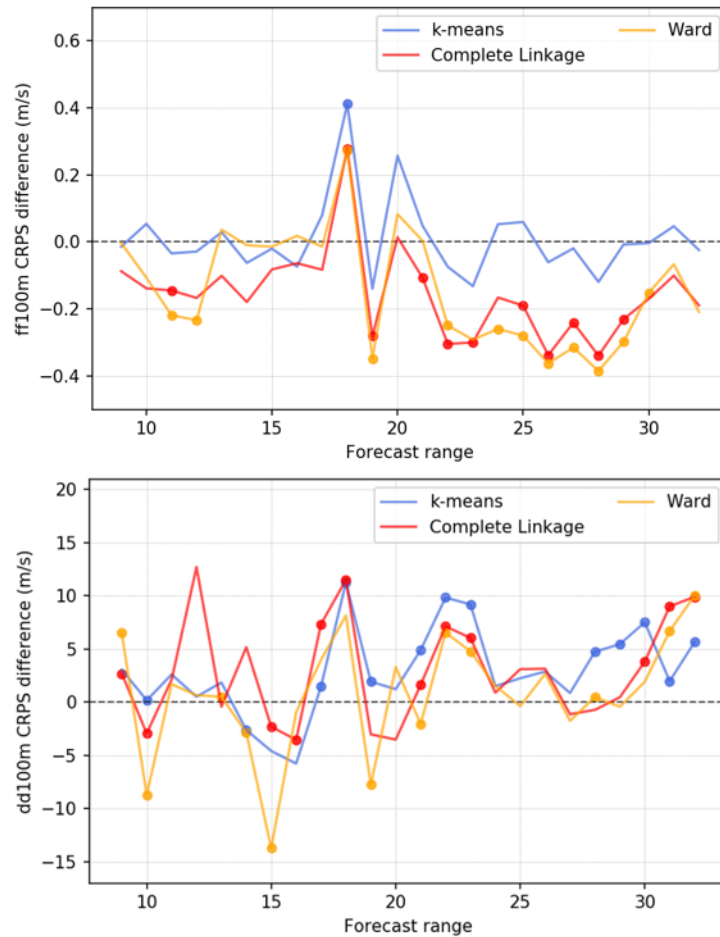 k-means
Complete Linkage
Ward
ff100m CRPS difference (m/s)
0.6
0.4
0.2
0.0
−0.2
−0.4
10 15 20 25 30
Forecast range
k-means
Complete Linkage
Ward
dd100m CRPS difference (m/s)
20
15
10
5
0
−5
−10
−15
10 15 20 25 30
Forecast range